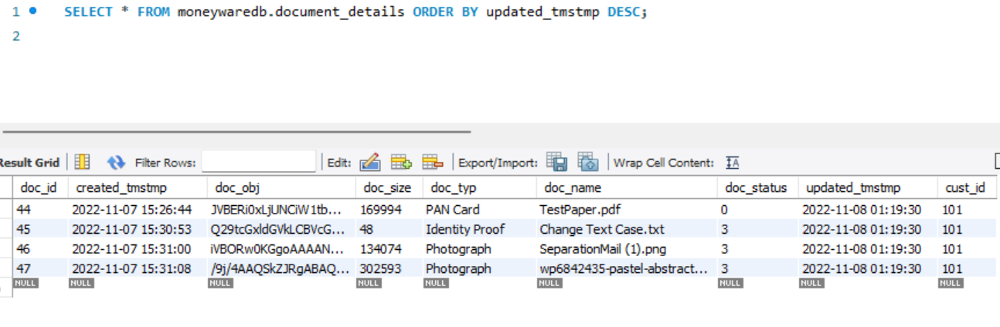 1 SELECT * FROM moneywaredb.document_details ORDER BY updated_tmstmp DESC;
2
Result Grid Filter Rows: Edit: Export/Import: Wrap Cell Content: IA
doc_id created_tmstmp doc_obj doc_size doc_typ doc_name doc_status updated_tmstmp cust_id
44 2022-11-07 15:26:44 JVBERi0xLjUNCiW1tb... 169994 PAN Card TestPaper.pdf 0 2022-11-08 01:19:30 101
45 2022-11-07 15:30:53 Q29tcGxldGVkLCBVcG... 48 Identity Proof Change Text Case.txt 3 2022-11-08 01:19:30 101
46 2022-11-07 15:31:00 iVBORw0KGgoAAAAN... 134074 Photograph SeparationMail (1).png 3 2022-11-08 01:19:30 101
47 2022-11-07 15:31:08 /9j/4AAQSkZJRgABAQ... 302593 Photograph wp6842435-pastel-abstract... 3 2022-11-08 01:19:30 101
NULL NULL NULL NULL NULL NULL NULL NULL NULL